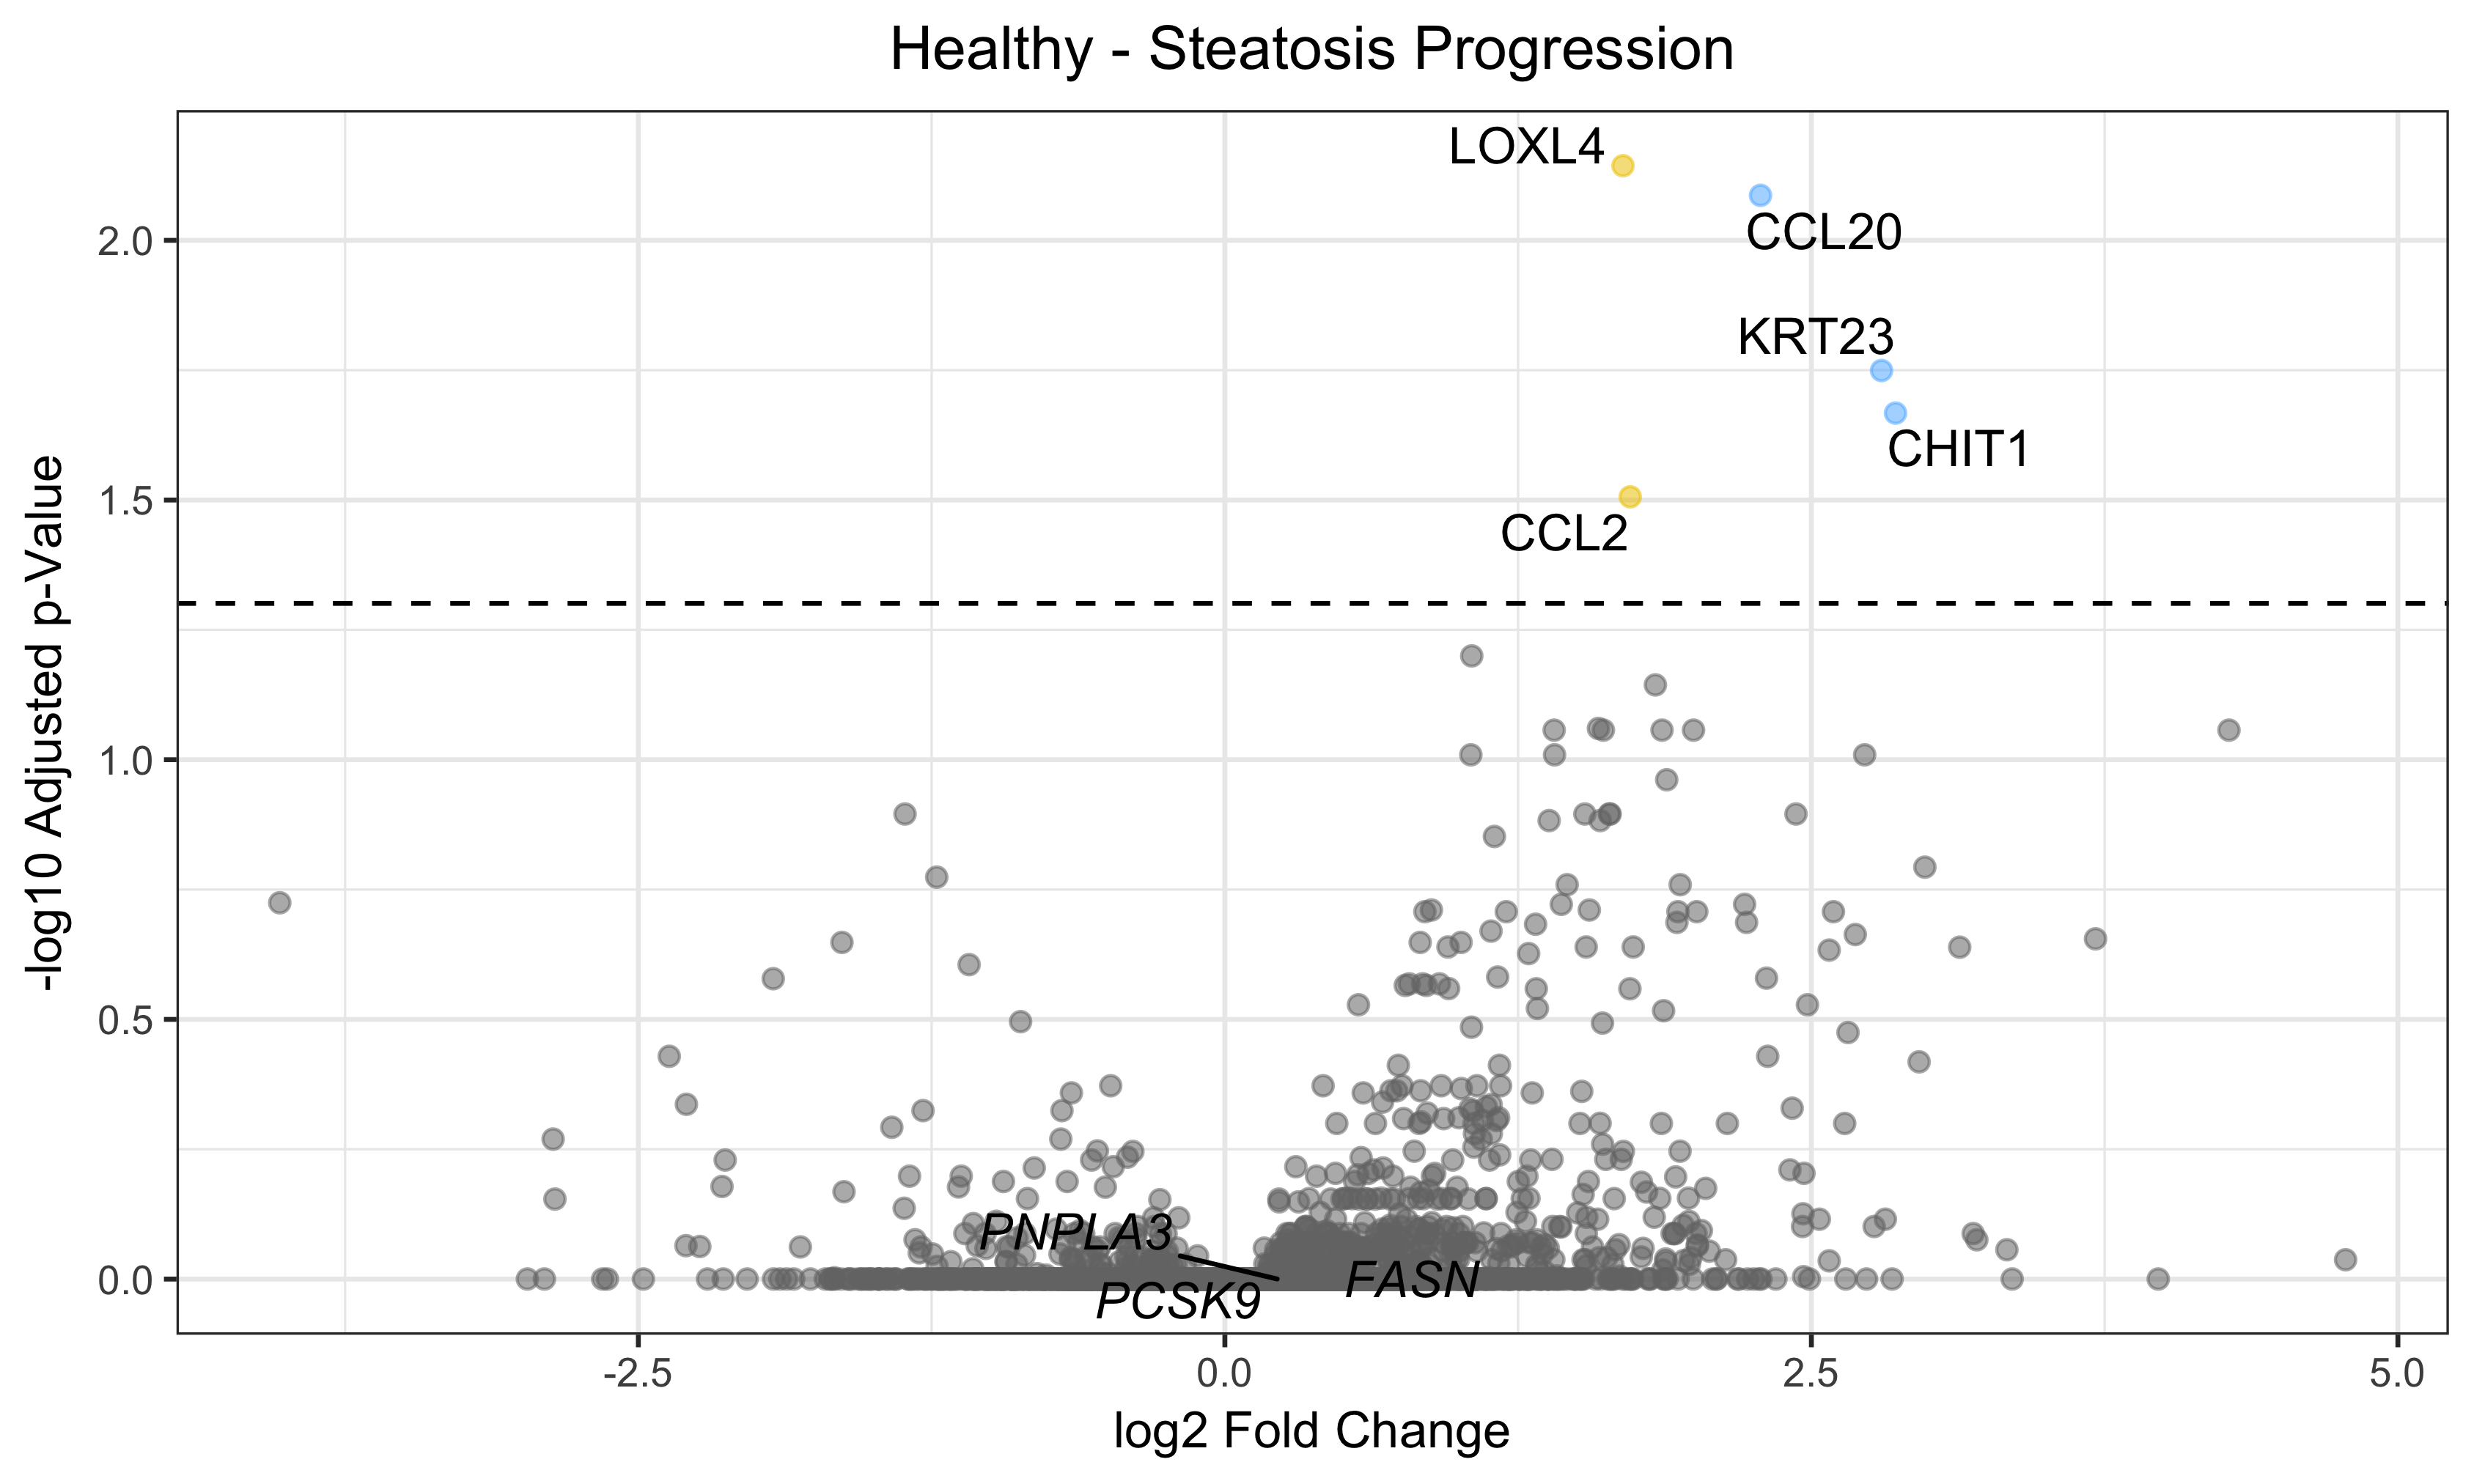 Healthy - Steatosis Progression
LOXL4
CCL20
KRT23
CHIT1
CCL2
PNPLA3
PCSK9
FASN
-log10 Adjusted p-Value
2.0
1.5
1.0
0.5
0.0
-2.5
0.0
2.5
5.0
log2 Fold Change